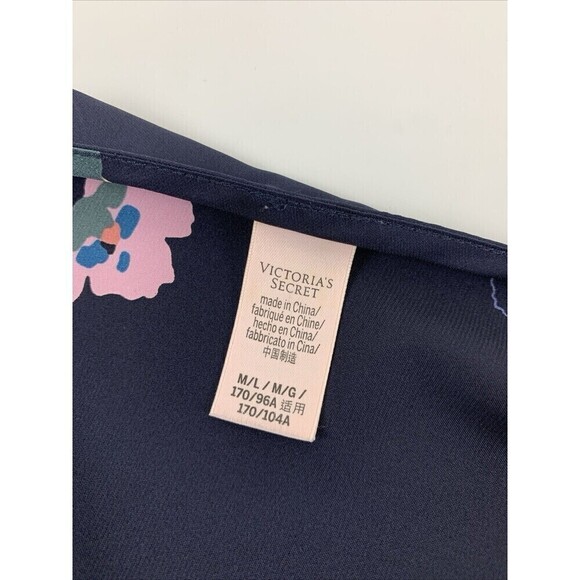 VICTORIA'S
SECRET
made in China/
fabriqué en Chine/
hecho en China/
fabbricato in Cina/
中国制造
M/L / M/G /
170/96A 适用
170/104A